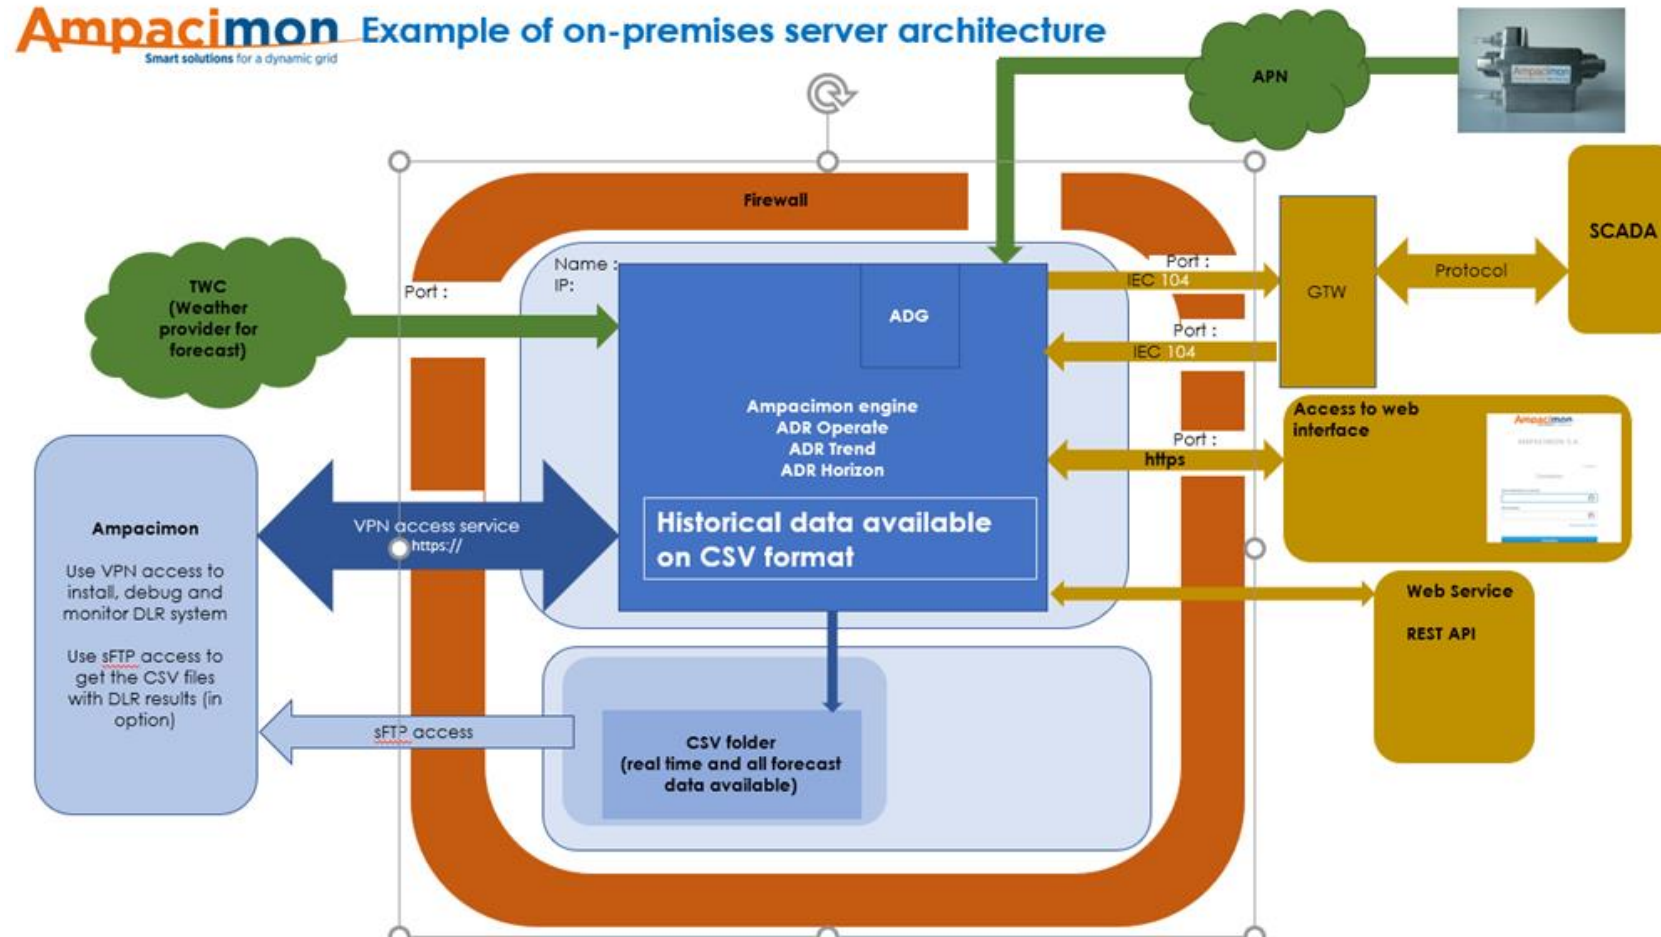 Ampacimon
Smart solutions for a dynamic grid
Example of on-premises server architecture
APN
Ampacimon
Firewall
SCADA
TWC
(Weather
provider for
forecast)
Port :
Name :
IP:
ADG
Port :
IEC 104
GTW
Protocol
Port :
IEC 104
Ampacimon engine
ADR Operate
ADR Trend
ADR Horizon
Historical data available
on CSV format
Port :
https
Access to web
interface
Ampacimon
AMPACIMON S.A.
Ampacimon
Use VPN access to
install, debug and
monitor DLR system
Use sFTP access to
get the CSV files
with DLR results (in
option)
VPN access service
https://
Web Service
REST API
sFTP access
CSV folder
(real time and all forecast
data available)